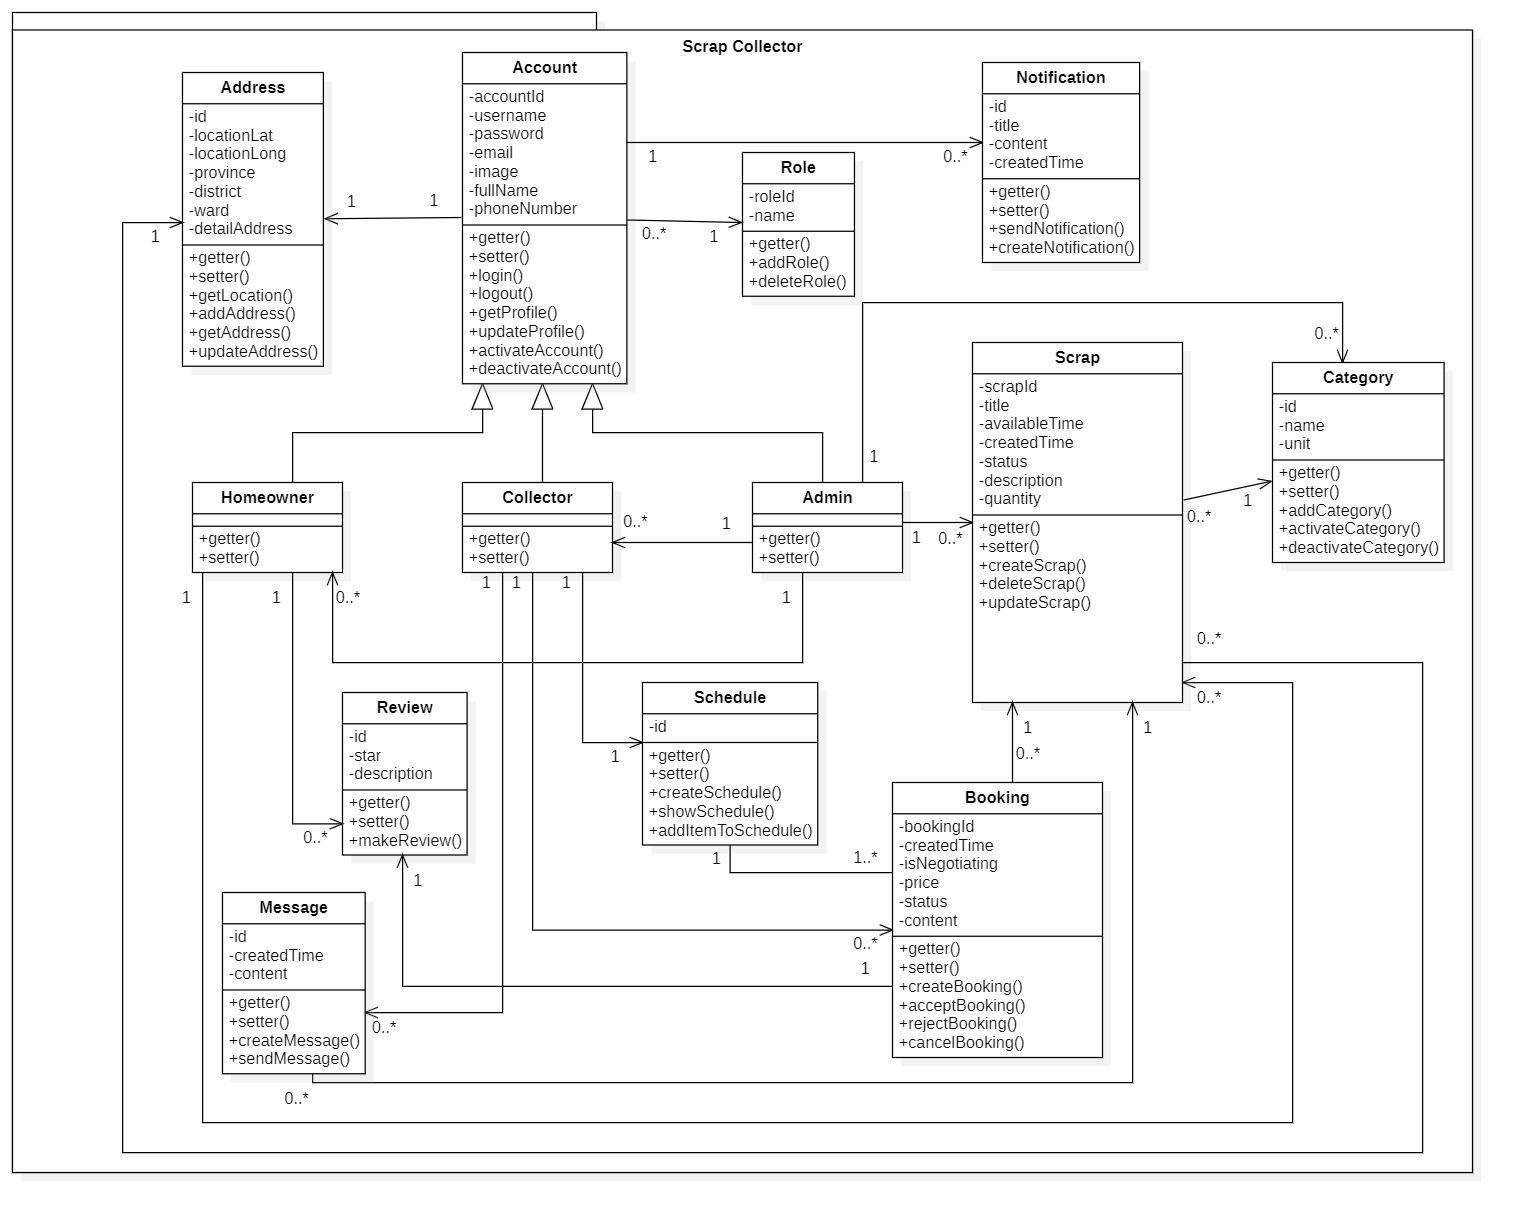 Scrap Collector
Address
-id
-locationLat
-locationLong
-province
-district
-ward
-detailAddress
+getter()
+setter()
+getLocation()
+addAddress()
+getAddress()
+updateAddress()
Account
-accountId
-username
-password
-email
-image
-fullName
-phoneNumber
+getter()
+setter()
+login()
+logout()
+getProfile()
+updateProfile()
+activateAccount()
+deactivateAccount()
Notification
-id
-title
-content
-createdTime
+getter()
+setter()
+sendNotification()
+createNotification()
Role
-roleId
-name
+getter()
+addRole()
+deleteRole()
1
0..*
1
1
0..*
1
1
0..*
1
Scrap
-scrapId
-title
-availableTime
-createdTime
-status
-description
-quantity
+getter()
+setter()
+createScrap()
+deleteScrap()
+updateScrap()
Category
-id
-name
-unit
+getter()
+setter()
+addCategory()
+activateCategory()
+deactivateCategory()
0..*
1
Homeowner
+getter()
+setter()
Collector
+getter()
+setter()
Admin
+getter()
+setter()
0..*
1
1
0..*
1
1
0..*
1
1
1
1
0..*
0..*
1
0..*
1
Review
-id
-star
-description
+getter()
+setter()
+makeReview()
0..*
1
Schedule
-id
+getter()
+setter()
+createSchedule()
+showSchedule()
+addItemToSchedule()
1
1
1..*
Booking
-bookingId
-createdTime
-isNegotiating
-price
-status
-content
+getter()
+setter()
+createBooking()
+acceptBooking()
+rejectBooking()
+cancelBooking()
0..*
0..*
1
Message
-id
-createdTime
-content
+getter()
+setter()
+createMessage()
+sendMessage()
0..*
0..*